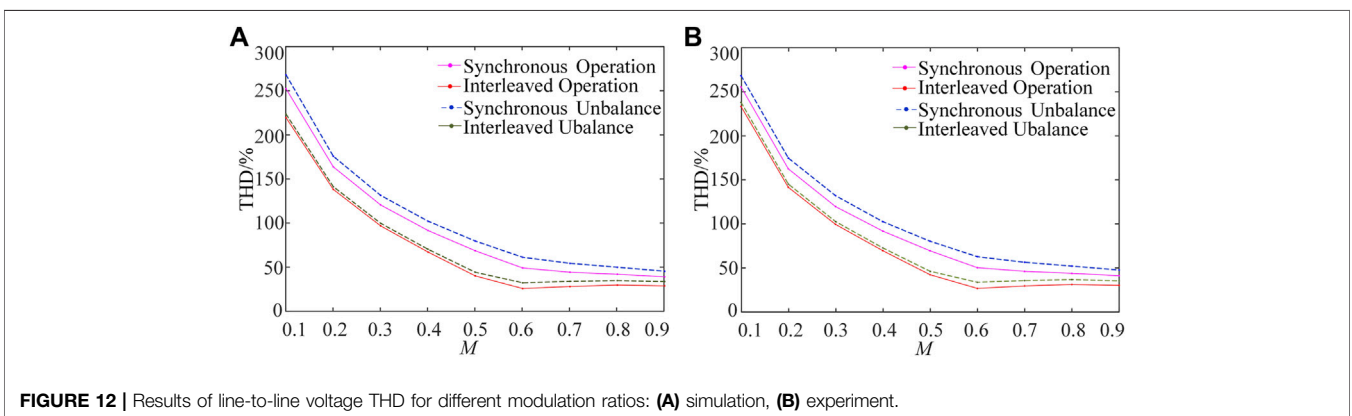 A
300
250
200
150
100
50
0
THD/%
Synchronous Operation
Interleaved Operation
Synchronous Unbalance
Interleaved Ubalance
0.1 0.2 0.3 0.4 0.5 0.6 0.7 0.8 0.9
M
B
300
250
200
150
100
50
0
THD/%
Synchronous Operation
Interleaved Operation
Synchronous Unbalance
Interleaved Ubalance
0.1 0.2 0.3 0.4 0.5 0.6 0.7 0.8 0.9
M
FIGURE 12 | Results of line-to-line voltage THD for different modulation ratios: (A) simulation, (B) experiment.